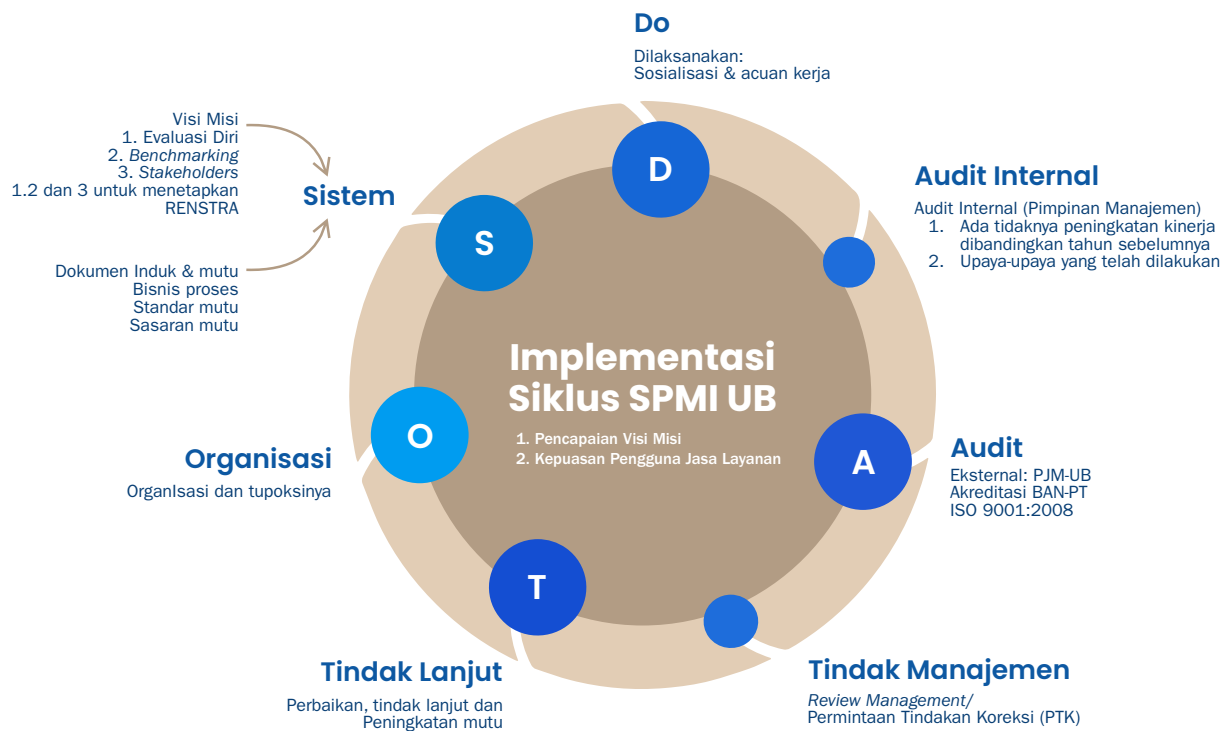 Do
Dilaksanakan:
Sosialisasi & acuan kerja
Visi Misi
1. Evaluasi Diri
2. Benchmarking
3. Stakeholders
1.2 dan 3 untuk menetapkan
RENSTRA
Sistem
Dokumen Induk & mutu
Bisnis proses
Standar mutu
Sasaran mutu
D
S
Audit Internal
Audit Internal (Pimpinan Manajemen)
1. Ada tidaknya peningkatan kinerja
dibandingkan tahun sebelumnya
2. Upaya-upaya yang telah dilakukan
Implementasi
Siklus SPMI UB
1. Pencapaian Visi Misi
2. Kepuasan Pengguna Jasa Layanan
O
Organisasi
OrganIsasi dan tupoksinya
A
Audit
Eksternal: PJM-UB
Akreditasi BAN-PT
ISO 9001:2008
T
Tindak Lanjut
Perbaikan, tindak lanjut dan
Peningkatan mutu
Tindak Manajemen
Review Management/
Permintaan Tindakan Koreksi (PTK)